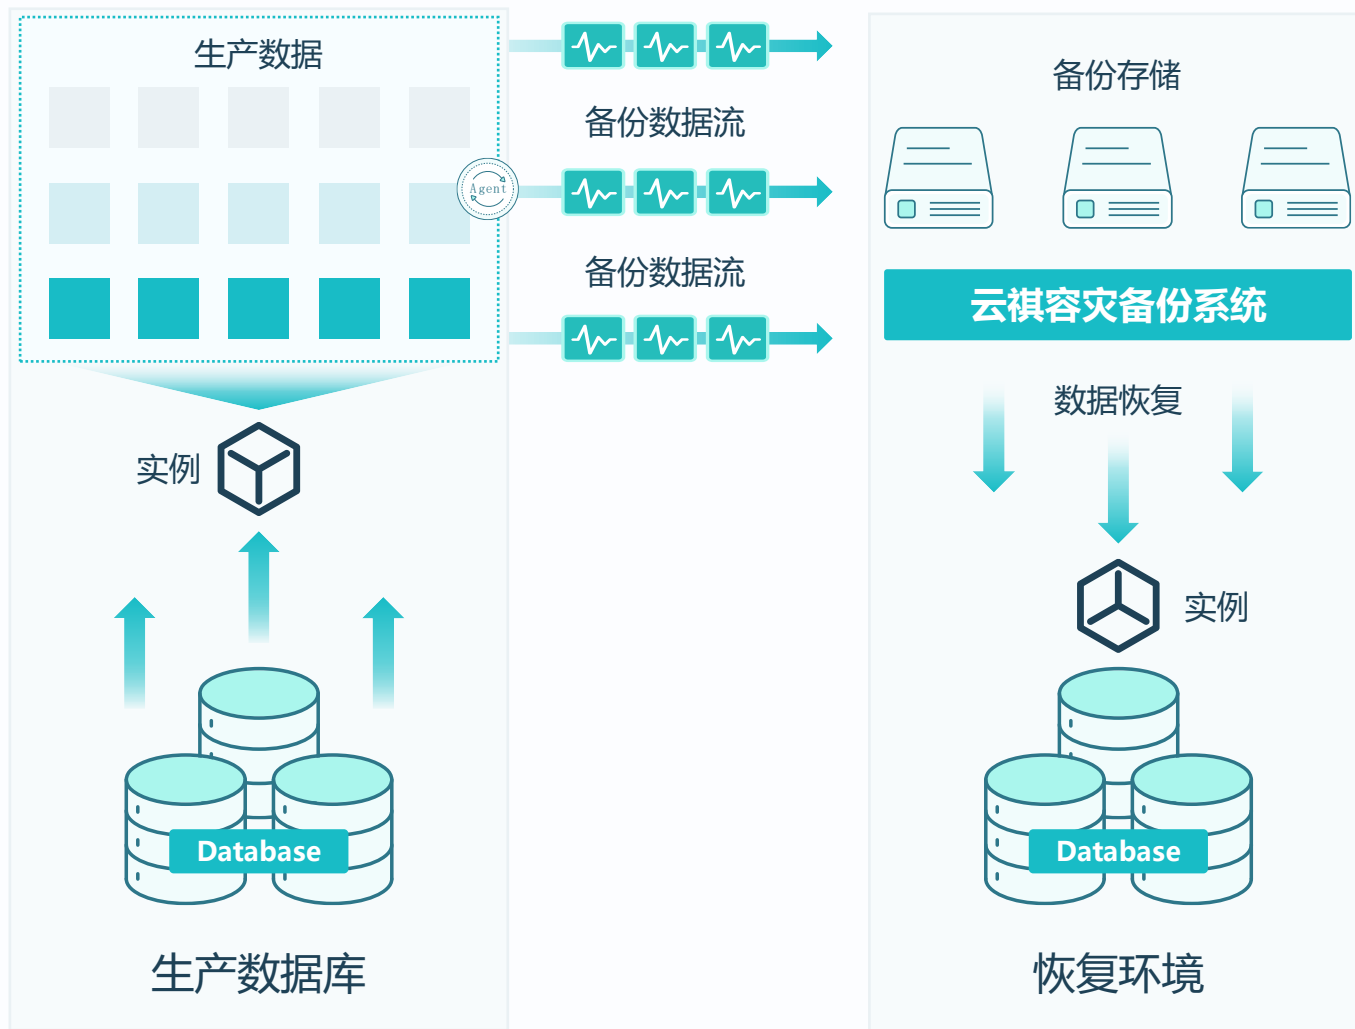 生产数据
Agent
实例
Database
生产数据库
备份数据流
备份数据流
备份存储
云祺容灾备份系统
数据恢复
实例
Database
恢复环境